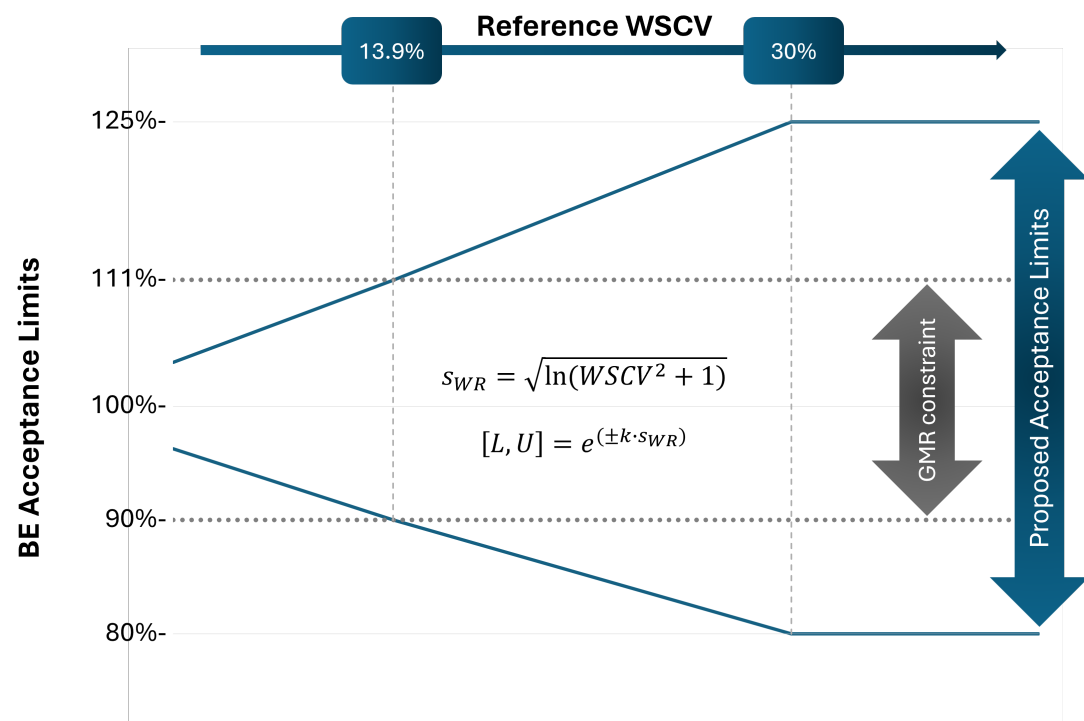 Reference WSCV
13.9%
30%
125%-
111%-
100%-
90%-
80%-
BE Acceptance Limits
s_{WR} = √ln(WSCV² + 1)
[L, U] = e^{(±k·s_{WR})}
GMR constraint
Proposed Acceptance Limits